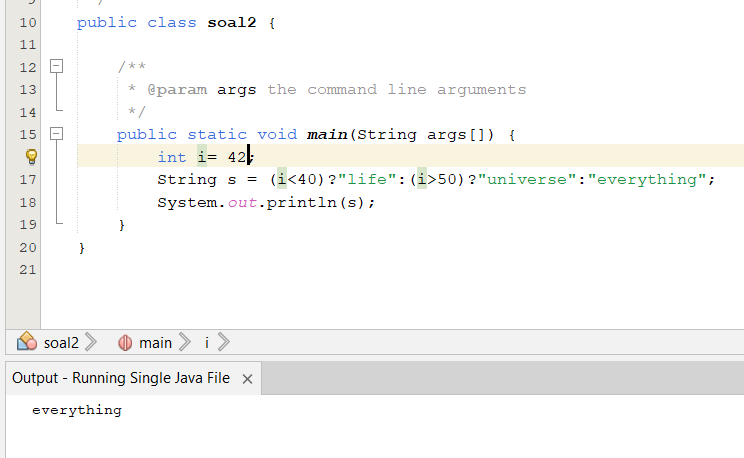 9 */
10 public class soal2 {
11
12 /**
13 * @param args the command line arguments
14 */
15 public static void main(String args[]) {
int i= 42;
17 String s = (i<40)?"life":(i>50)?"universe":"everything";
18 System.out.println(s);
19 }
20 }
21
soal2 main i
Output - Running Single Java File ×
everything